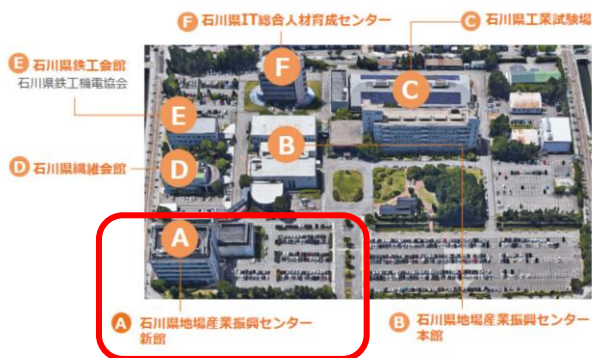 F 石川県IT総合人材育成センター
C 石川県工業試験場
E 石川県鉄工会館
石川県鉄工機電協会
F
C
E
B
D 石川県繊維会館
D
A
A 石川県地場産業振興センター
新館
B 石川県地場産業振興センター
本館